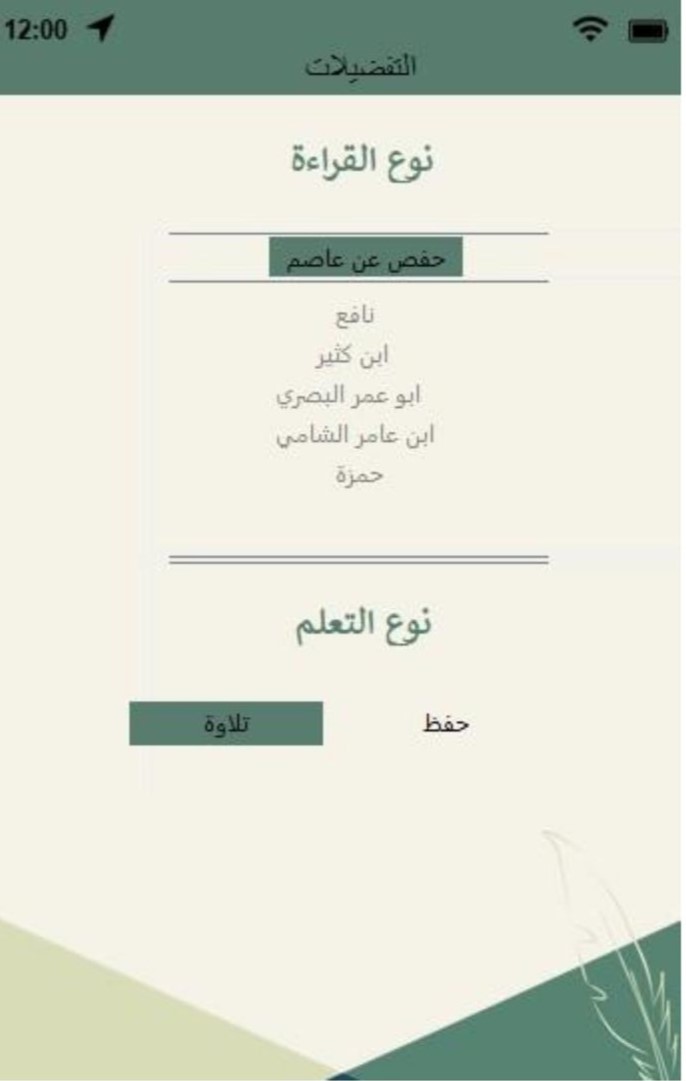 12:00
التفضيلات
نوع القراءة
حفص عن عاصم
نافع
ابن كثير
ابو عمر البصري
ابن عامر الشامي
حمزة
نوع التعلم
حفظ تلاوة